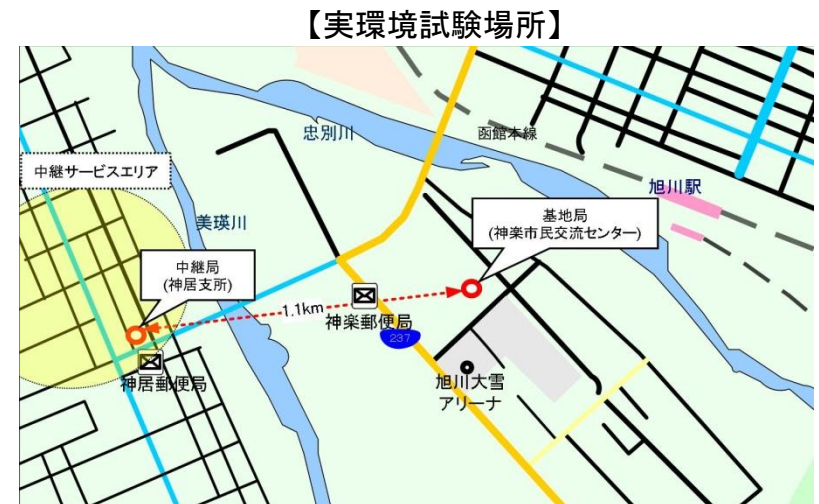 【実環境試験場所】
忠別川
函館本線
中継サービスエリア
旭川駅
美瑛川
基地局
(神楽市民交流センター)
中継局
(神居支所)
1.1km
神楽郵便局
237
神居郵便局
旭川大雪
アリーナ